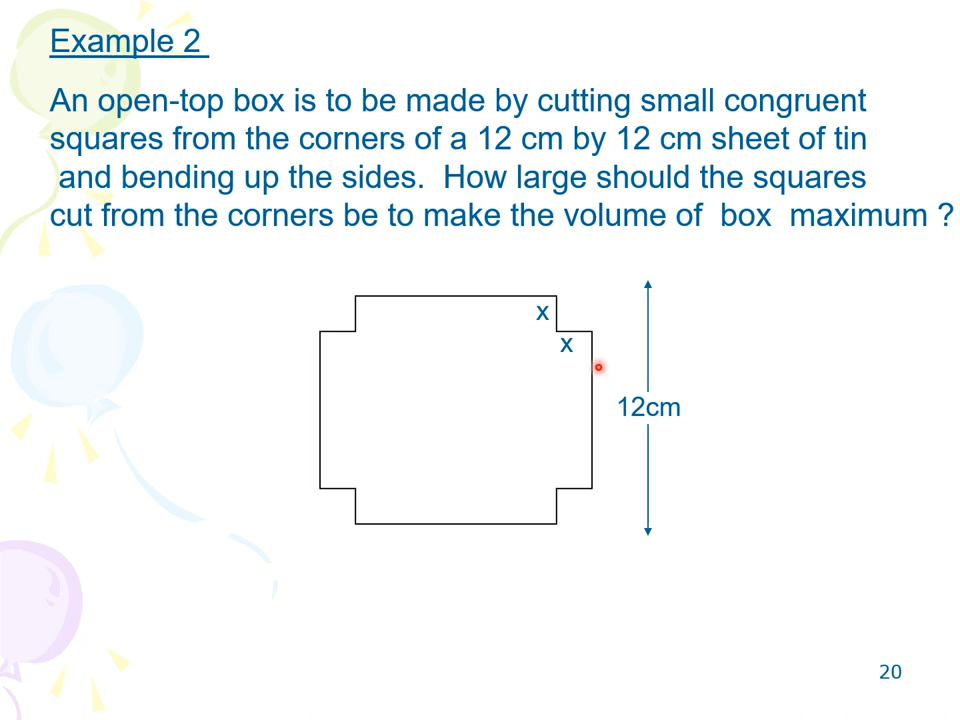 Example 2
An open-top box is to be made by cutting small congruent
squares from the corners of a 12 cm by 12 cm sheet of tin
and bending up the sides. How large should the squares
cut from the corners be to make the volume of box maximum ?
x
x
12cm
20